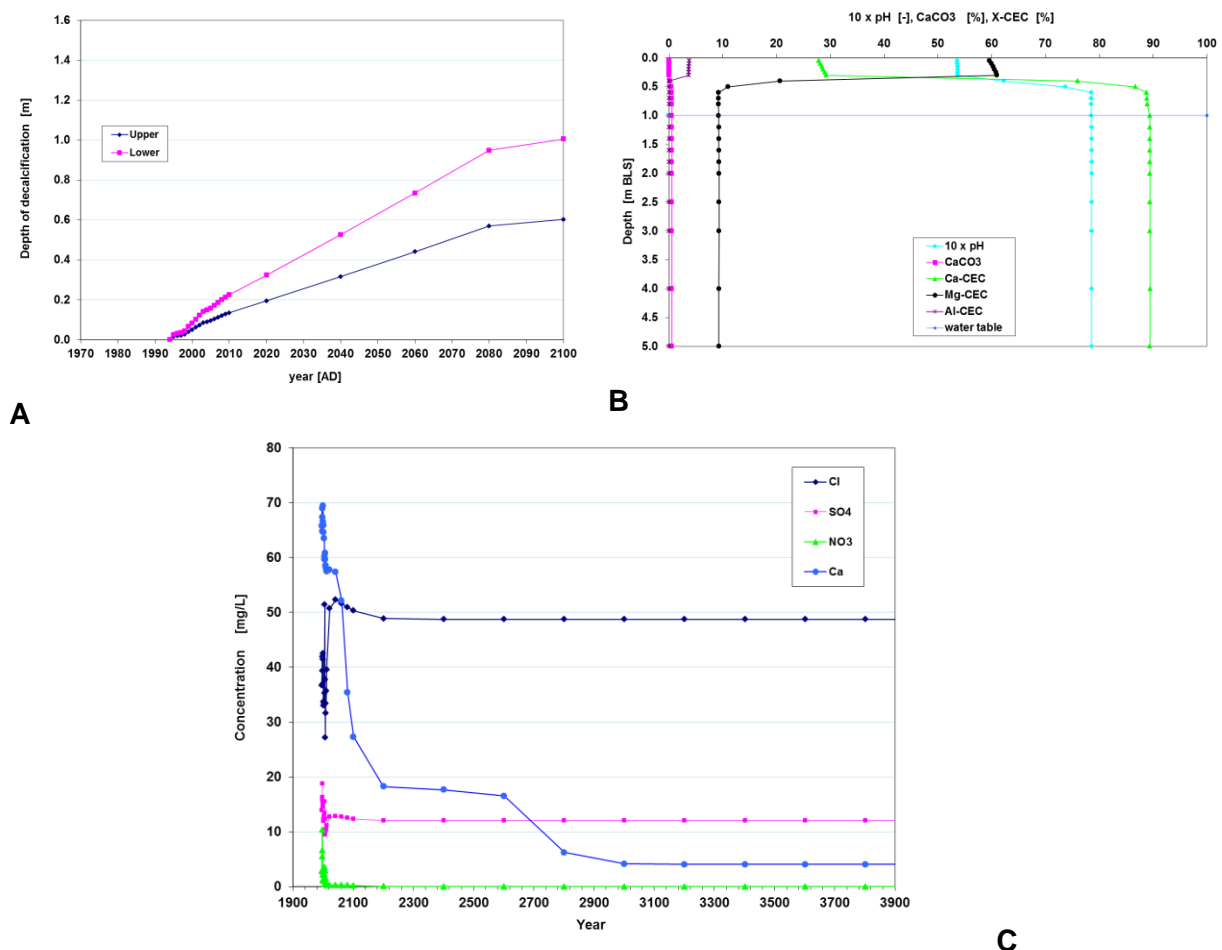 1.6
1.4
1.2
1.0
0.8
0.6
0.4
0.2
0.0
Depth of decalcification [m]
Upper
Lower
1970 1980 1990 2000 2010 2020 2030 2040 2050 2060 2070 2080 2090 2100
year [AD]
A
10 x pH [-], CaCO3 [%], X-CEC [%]
0 10 20 30 40 50 60 70 80 90 100
0.0
0.5
1.0
1.5
2.0
2.5
3.0
3.5
4.0
4.5
5.0
Depth [m BLS]
10 x pH
CaCO3
Ca-CEC
Mg-CEC
Al-CEC
water table
B
80
70
60
50
40
30
20
10
0
Concentration [mg/L]
Cl
SO4
NO3
Ca
1900 2100 2300 2500 2700 2900 3100 3300 3500 3700 3900
Year
C